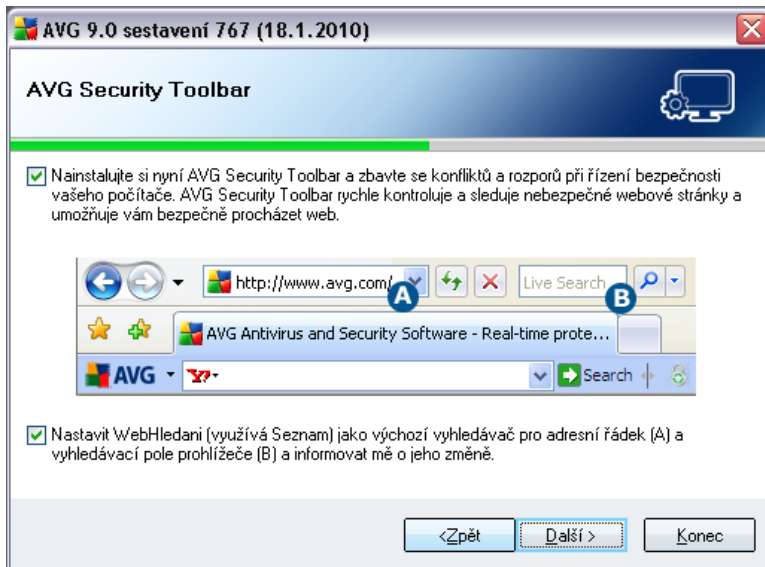 AVG 9.0 sestavení 767 (18.1.2010)
AVG Security Toolbar
Nainstalujte si nyní AVG Security Toolbar a zbavte se konfliktů a rozporů při řízení bezpečnosti
vašeho počítače. AVG Security Toolbar rychle kontroluje a sleduje nebezpečné webové stránky a
umožňuje vám bezpečně procházet web.
http://www.avg.com/ A Live Search B
AVG Antivirus and Security Software - Real-time prote...
AVG Y! Search
Nastavit WebHledani (využívá Seznam) jako výchozí vyhledávač pro adresní řádek (A) a
vyhledávací pole prohlížeče (B) a informovat mě o jeho změně.
<Zpět Další > Konec